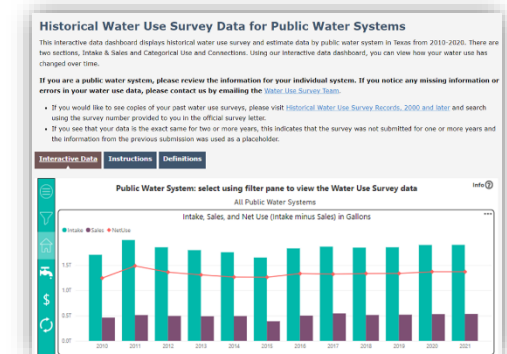 Historical Water Use Survey Data for Public Water Systems
This interactive data dashboard displays historical water use survey and estimate data by public water system in Texas from 2010-2020. There are
two sections, Intake & Sales and Categorical Use and Connections. Using our interactive data dashboard, you can view how your water use has
changed over time.
If you are a public water system, please review the information for your individual system. If you notice any missing information or
errors in your water use data, please contact us by emailing the Water Use Survey Team.
• If you would like to see copies of your past water use surveys, please visit Historical Water Use Survey Records, 2000 and later and search
using the survey number provided to you in the official survey letter.
• If you see that your data is the exact same for two or more years, this indicates that the survey was not submitted for one or more years and
the information from the previous submission was used as a placeholder.
Interactive Data Instructions Definitions
Public Water System: select using filter pane to view the Water Use Survey data
Info ?
All Public Water Systems
Intake, Sales, and Net Use (Intake minus Sales) in Gallons
Intake Sales NetUse
1.5T
1.0T
0.5T
0.0T
2010 2011 2012 2013 2014 2015 2016 2017 2018 2019 2020 2021
$